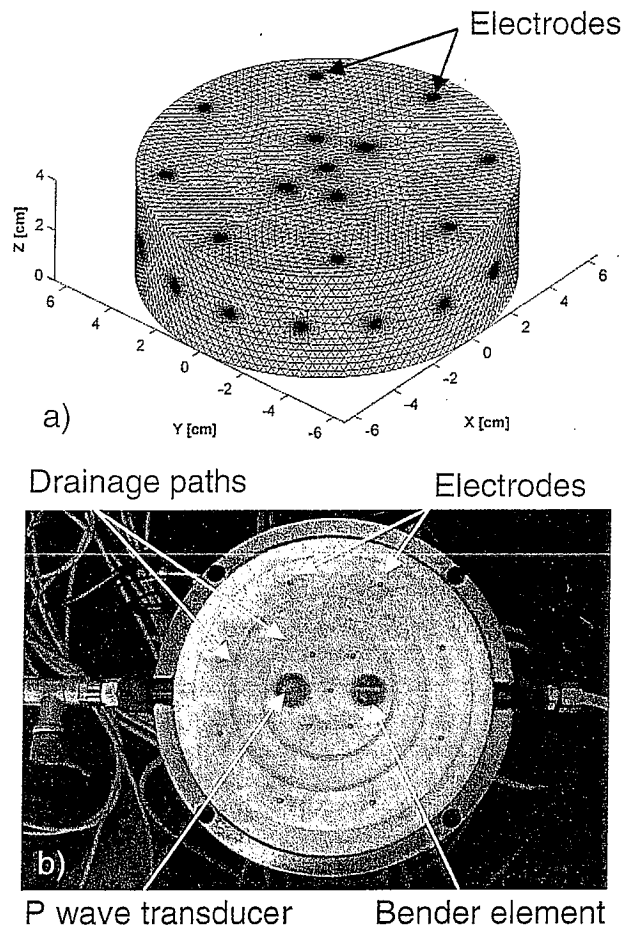 Electrodes
4
2
0
Z [cm]
6
4
2
0
-2
-4
-6
Y [cm]
6
4
2
0
-2
-4
-6
X [cm]
a)
Drainage paths
Electrodes
b)
P wave transducer
Bender element